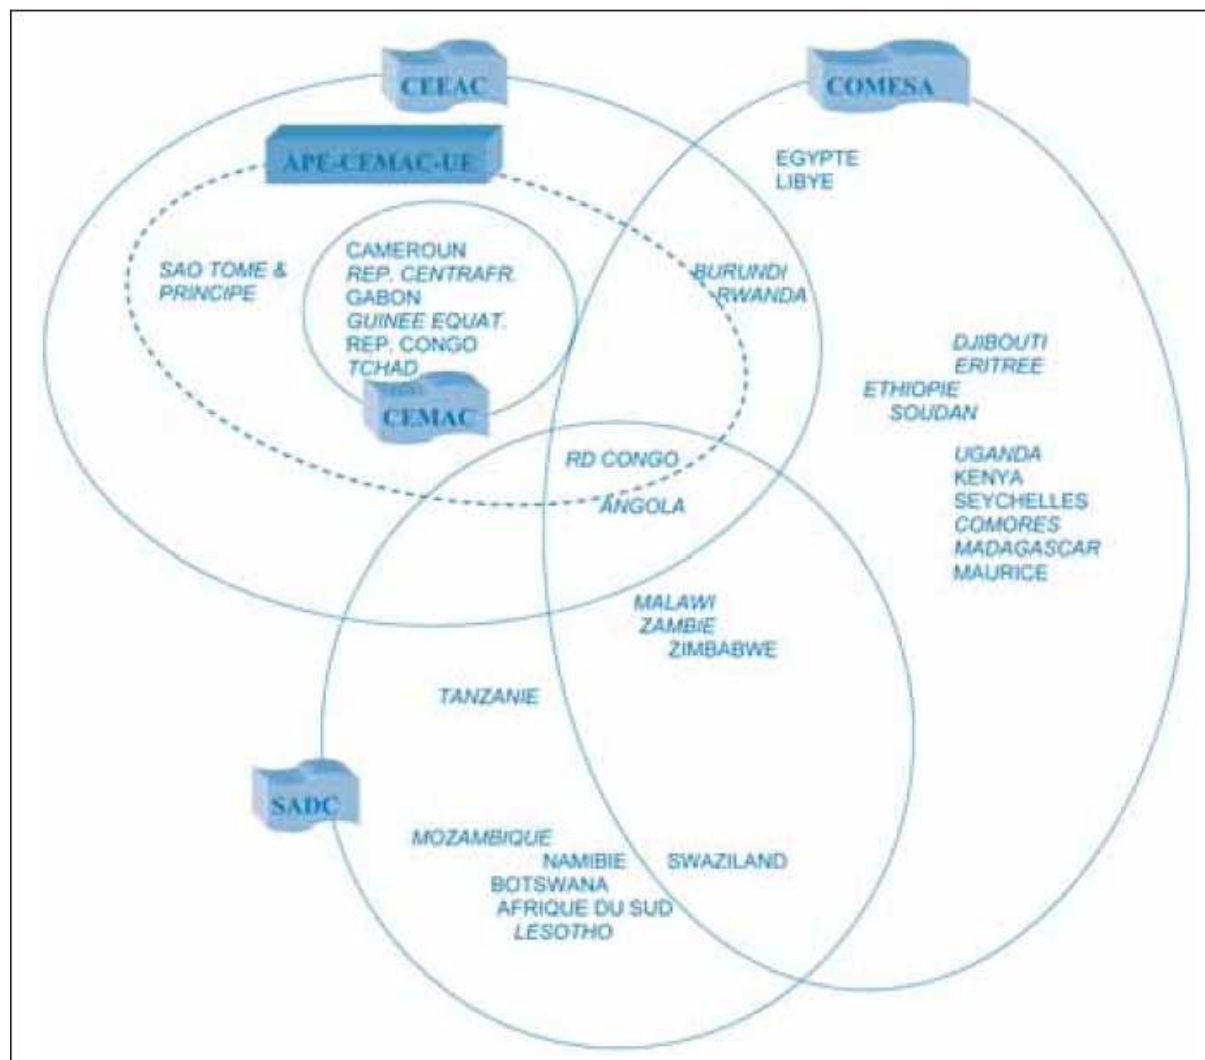 CEEAC
COMESA
APE-CEMAC-UE
EGYPTE
LIBYE
SAO TOME &
PRINCIPE
CAMEROUN
REP. CENTRAFR.
GABON
GUINEE EQUAT.
REP. CONGO
TCHAD
CEMAC
BURUNDI
RWANDA
DJIBOUTI
ERITREE
ETHIOPIE
SOUDAN
UGANDA
KENYA
SEYCHELLES
COMORES
MADAGASCAR
MAURICE
RD CONGO
ANGOLA
MALAWI
ZAMBIE
ZIMBABWE
TANZANIE
SADC
MOZAMBIQUE
NAMIBIE
SWAZILAND
BOTSWANA
AFRIQUE DU SUD
LESOTHO